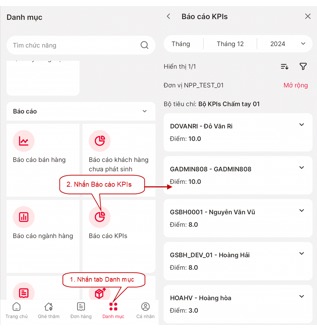 Danh mục
Tìm chức năng
Báo cáo
Báo cáo bán hàng
Báo cáo khách hàng
chưa phát sinh
2. Nhấn Báo cáo KPIs
Báo cáo ngành hàng
Báo cáo KPIs
1. Nhấn tab Danh mục
Trang chủ
Ghé thăm
Đơn hàng
Danh mục
Cá nhân
Báo cáo KPIs
Tháng
Tháng 12
2024
Hiển thị 1/1
Đơn vị NPP_TEST_01
Mở rộng
Bộ tiêu chí: Bộ KPIs Chấm tay 01
DOVANRI - Đỏ Văn Rí
Điểm: 10.0
GADMIN808 - GADMIN808
Điểm: 10.0
GSBH0001 - Nguyễn Văn Vũ
Điểm: 8.0
GSBH_DEV_01 - Hoàng Hải
Điểm: 8.0
HOAHV - Hoàng hòa
Điểm: 3.0